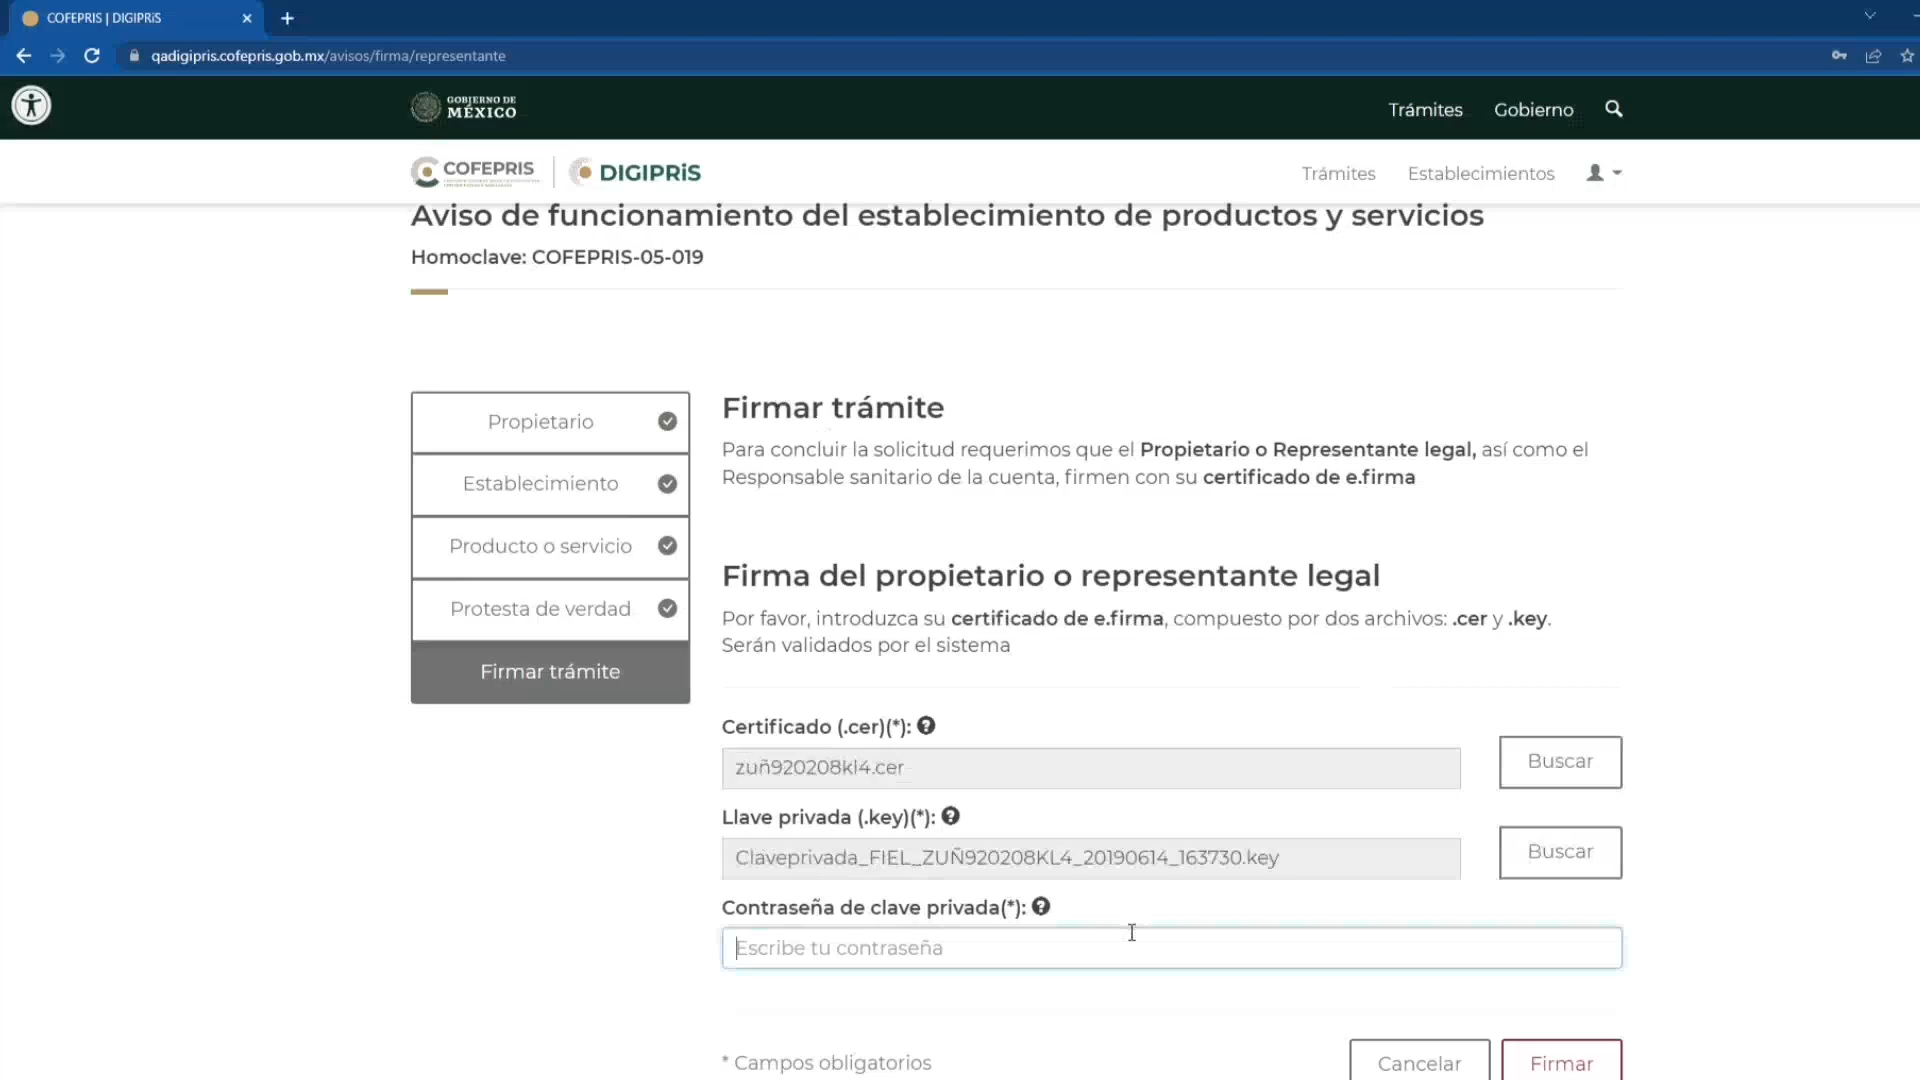 COFEPRIS | DIGIPRiS
qadigipris.cofepris.gob.mx/avisos/firma/representante
GOBIERNO DE
MÉXICO
Trámites
Gobierno
COFEPRIS
DIGIPRiS
Trámites
Establecimientos
Aviso de funcionamiento del establecimiento de productos y servicios
Homoclave: COFEPRIS-05-019
Propietario
Establecimiento
Producto o servicio
Protesta de verdad
Firmar trámite
Firmar trámite
Para concluir la solicitud requerimos que el Propietario o Representante legal, así como el
Responsable sanitario de la cuenta, firmen con su certificado de e.firma
Firma del propietario o representante legal
Por favor, introduzca su certificado de e.firma, compuesto por dos archivos: .cer y .key.
Serán validados por el sistema
Certificado (.cer)(*):
zuñ920208kl4.cer
Buscar
Llave privada (.key)(*):
Claveprivada_FIEL_ZUÑ920208KL4_20190614_163730.key
Buscar
Contraseña de clave privada(*):
Escribe tu contraseña
* Campos obligatorios
Cancelar
Firmar